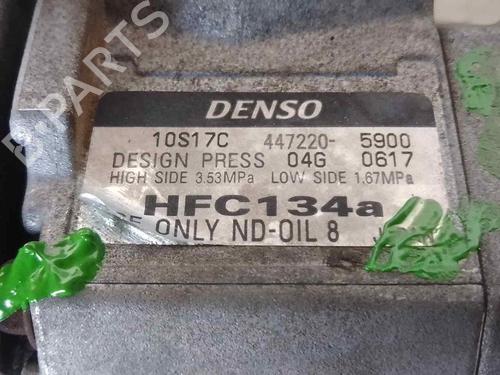 B-PARTS
DENSO
10S17C 447220- 5900
DESIGN PRESS 04G 0617
HIGH SIDE 3.53MPa LOW SIDE 1.67MPa
HFC134a
ONLY ND-OIL 8